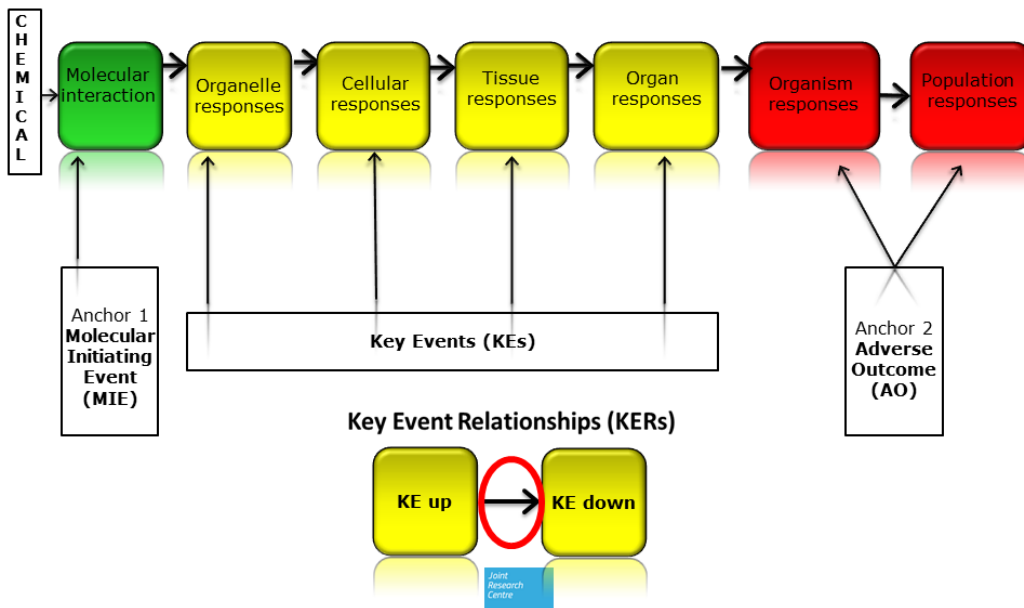 CHEMICAL
Molecular
interaction
Organelle
responses
Cellular
responses
Tissue
responses
Organ
responses
Organism
responses
Population
responses
Anchor 1
Molecular
Initiating
Event
(MIE)
Key Events (KEs)
Anchor 2
Adverse
Outcome
(AO)
Key Event Relationships (KERs)
KE up
KE down
Joint
Research
Centre